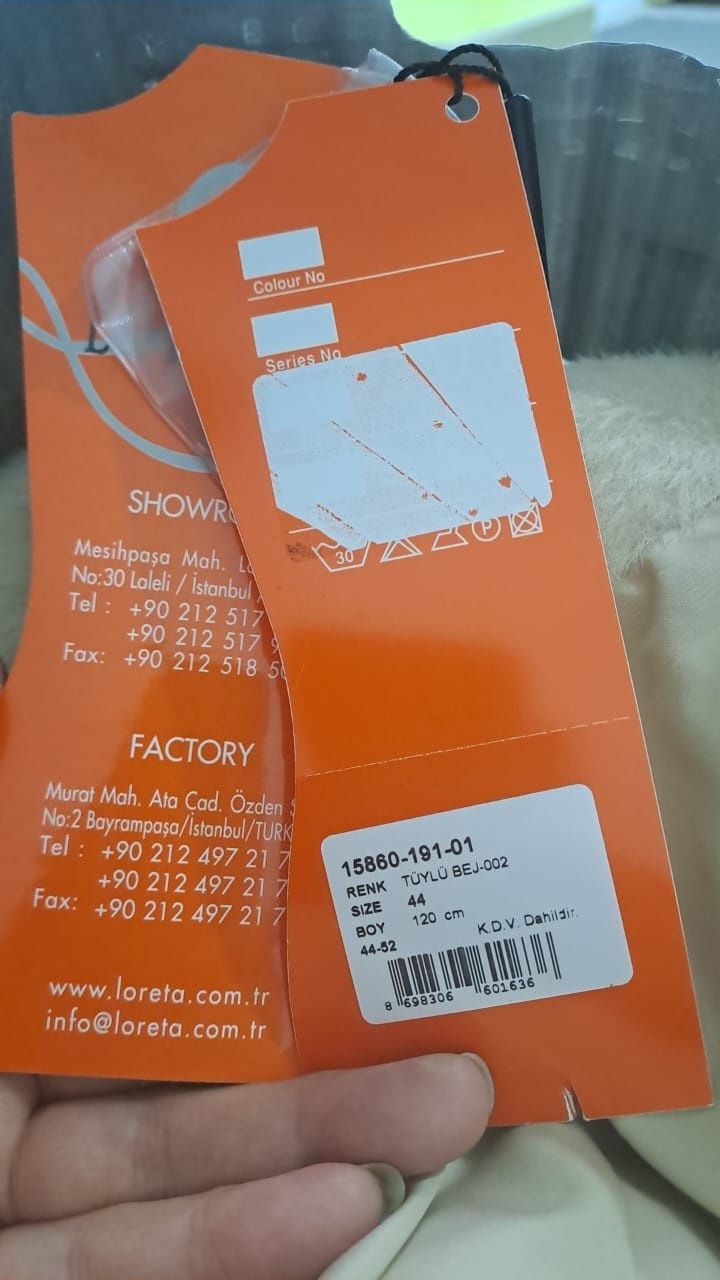 Colour No
Series No
30
P
SHOWR
Mesihpaşa Mah.
No:30 Laleli / İstanbul /
Tel : +90 212 517
+90 212 517 9
Fax: +90 212 518 50
FACTORY
Murat Mah. Ata Cad. Özden
No:2 Bayrampaşa/İstanbul/TURK
Tel : +90 212 497 21 7
+90 212 497 21 7
Fax: +90 212 497 21 7
www.loreta.com.tr
info@loreta.com.tr
15860-191-01
RENK TÜYLÜ BEJ-002
SIZE 44
BOY 120 cm
44-52 K.D.V. Dahildir.
8 698306 601636